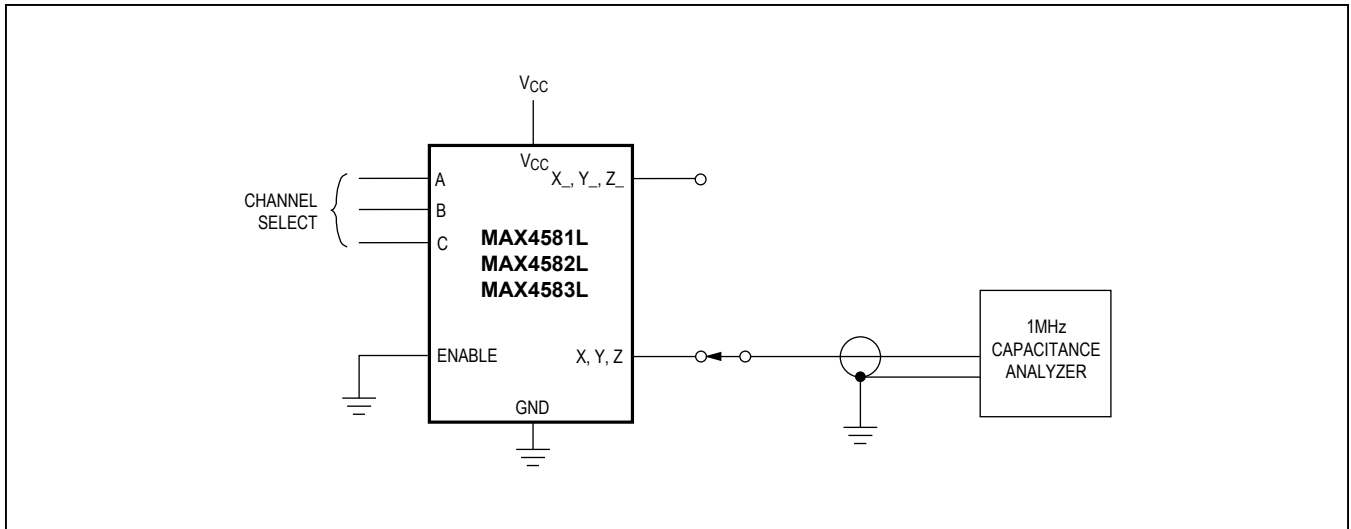 VCC
VCC
A
X_, Y_, Z_
CHANNEL
SELECT
B
C
MAX4581L
MAX4582L
MAX4583L
ENABLE
X, Y, Z
GND
1MHz
CAPACITANCE
ANALYZER